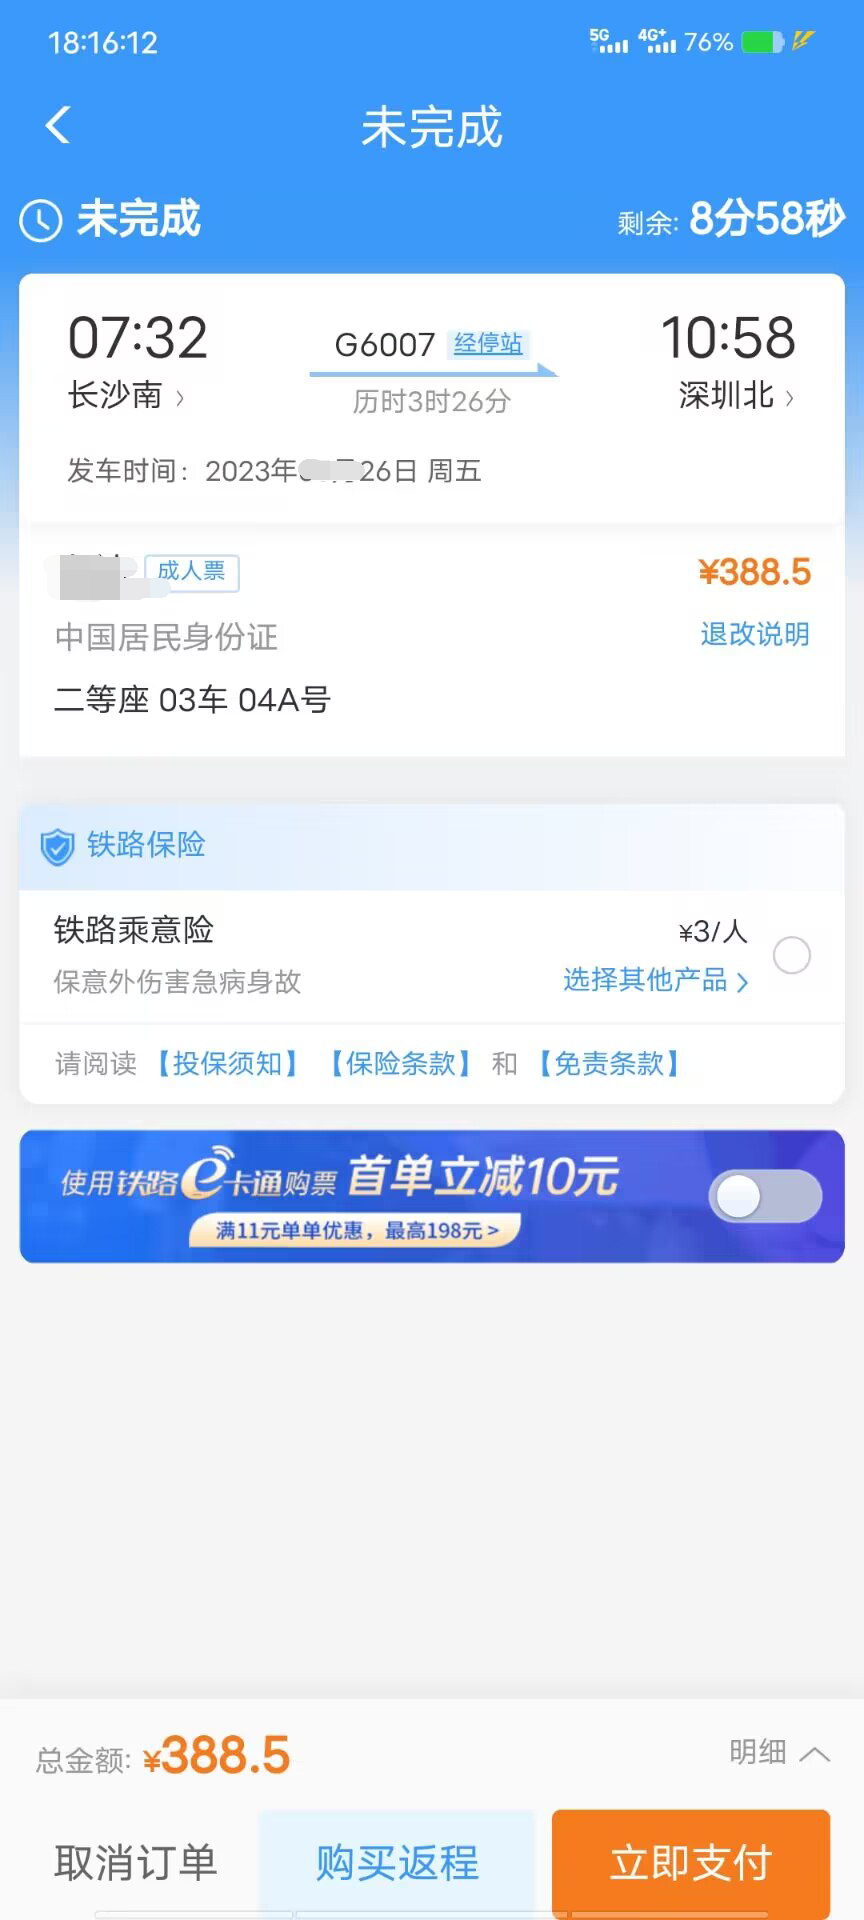 18:16:12
5G 4G+ 76%
未完成
未完成
剩余: 8分58秒
07:32 G6007 经停站 10:58
长沙南 历时3时26分 深圳北
发车时间: 2023年 26日 周五
成人票 ¥388.5
中国居民身份证 退改说明
二等座 03车 04A号
铁路保险
铁路乘意险 ¥3/人
保意外伤害急病身故 选择其他产品
请阅读【投保须知】【保险条款】和【免责条款】
使用铁路e卡通购票 首单立减10元
满11元单单优惠，最高198元 >
总金额: ¥388.5 明细
取消订单 购买返程 立即支付